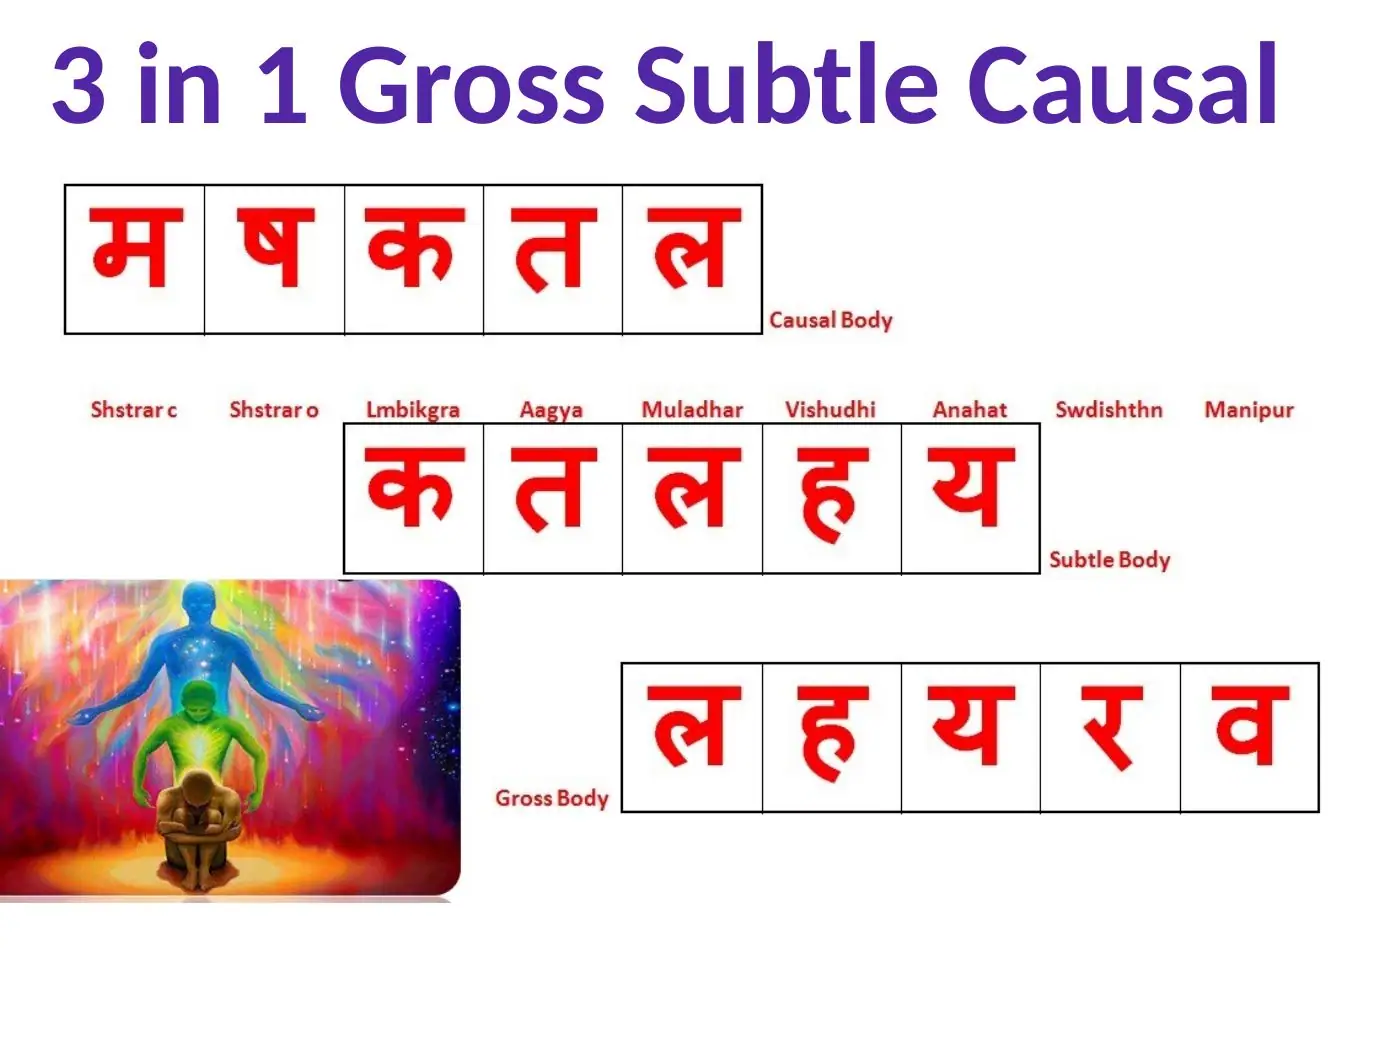 3 in 1 Gross Subtle Causal
म ष क त ल
Causal Body
Shstrar c Shstrar o Lmbikgra Aagya Muladhar Vishudhi Anahat Swdishthn Manipur
क त ल ह य
Subtle Body
ल ह य र व
Gross Body